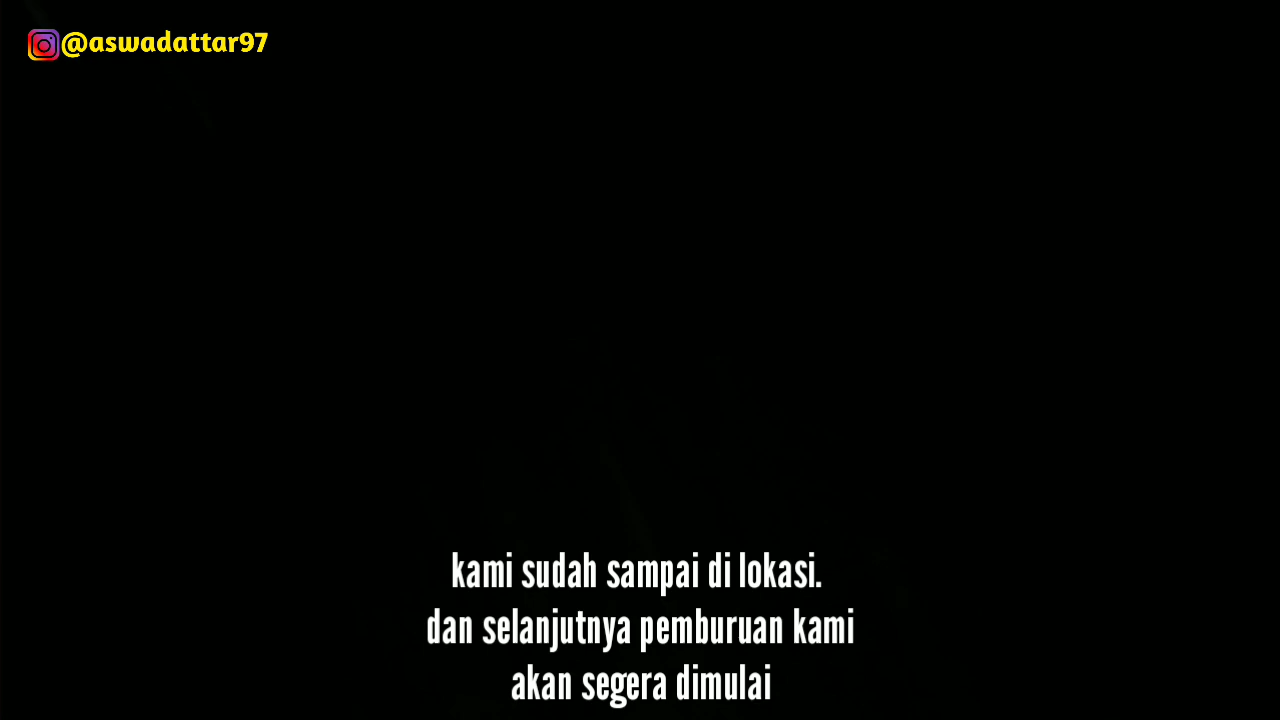 @aswadattar97
kami sudah sampai di lokasi.
dan selanjutnya pemburuan kami
akan segera dimulai